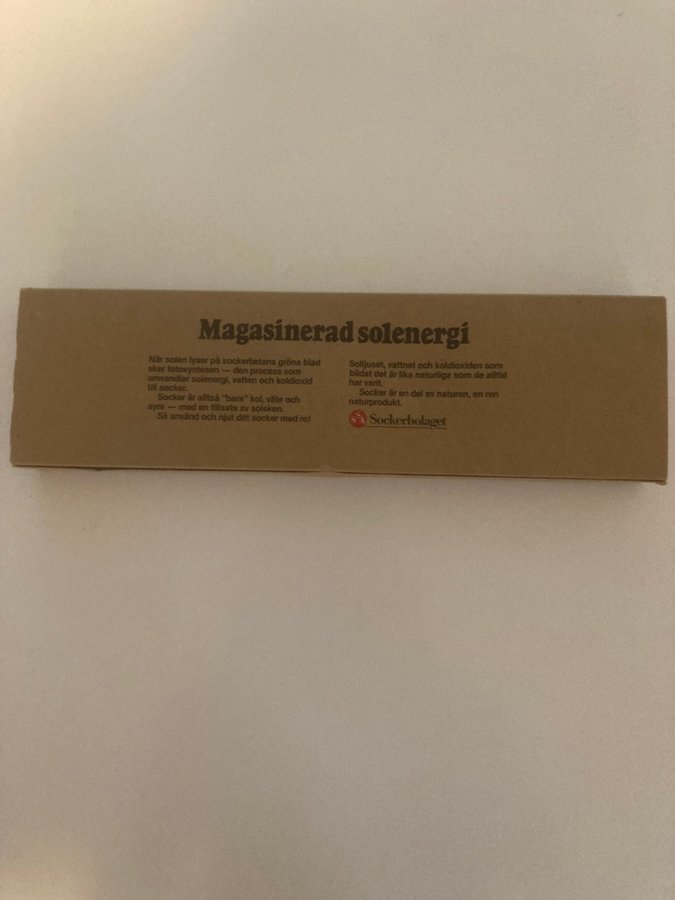 Magasinerad solenergi
När solen lyser på sockerbetans gröna blad
sker fotosyntesen — den process som
omvandlar solenergi, vatten och koldioxid
till socker.
Socker är alltså "bara" kol, väte och
syre — med en tillsats av solsken.
Så använd och njut ditt socker med ro!
Solljuset, vattnet och koldioxiden som
bildat det är lika naturliga som de alltid
har varit.
Socker är en del av naturen, en ren
naturprodukt.
SSA Sockerbolaget